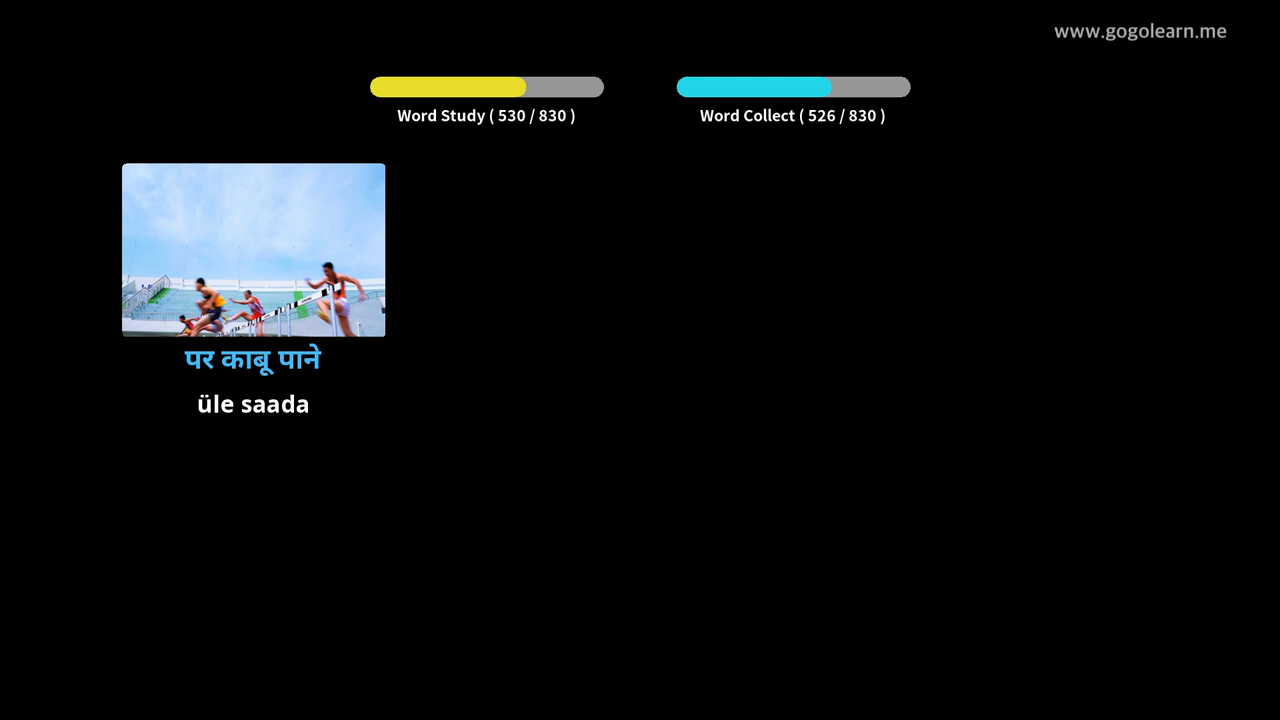 www.gogolearn.me
Word Study ( 530 / 830 )
Word Collect ( 526 / 830 )
पर काबू पाने
üle saada